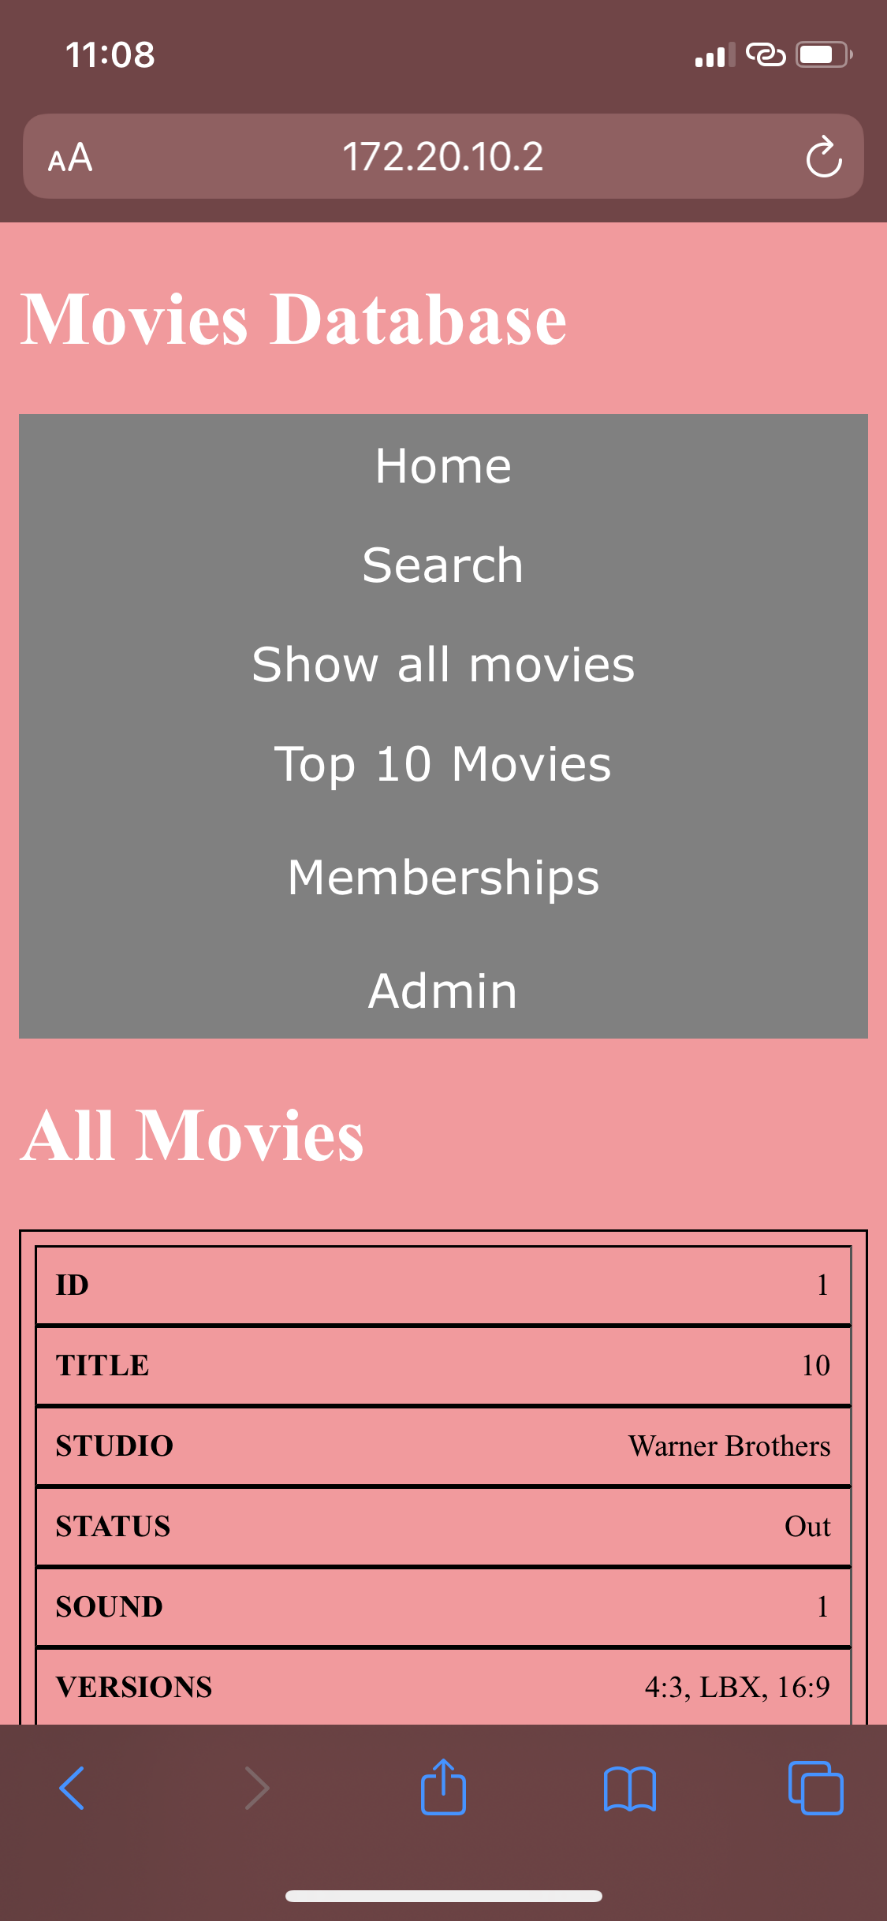 11:08
AA 172.20.10.2
Movies Database
Home
Search
Show all movies
Top 10 Movies
Memberships
Admin
All Movies
ID 1
TITLE 10
STUDIO Warner Brothers
STATUS Out
SOUND 1
VERSIONS 4:3, LBX, 16:9